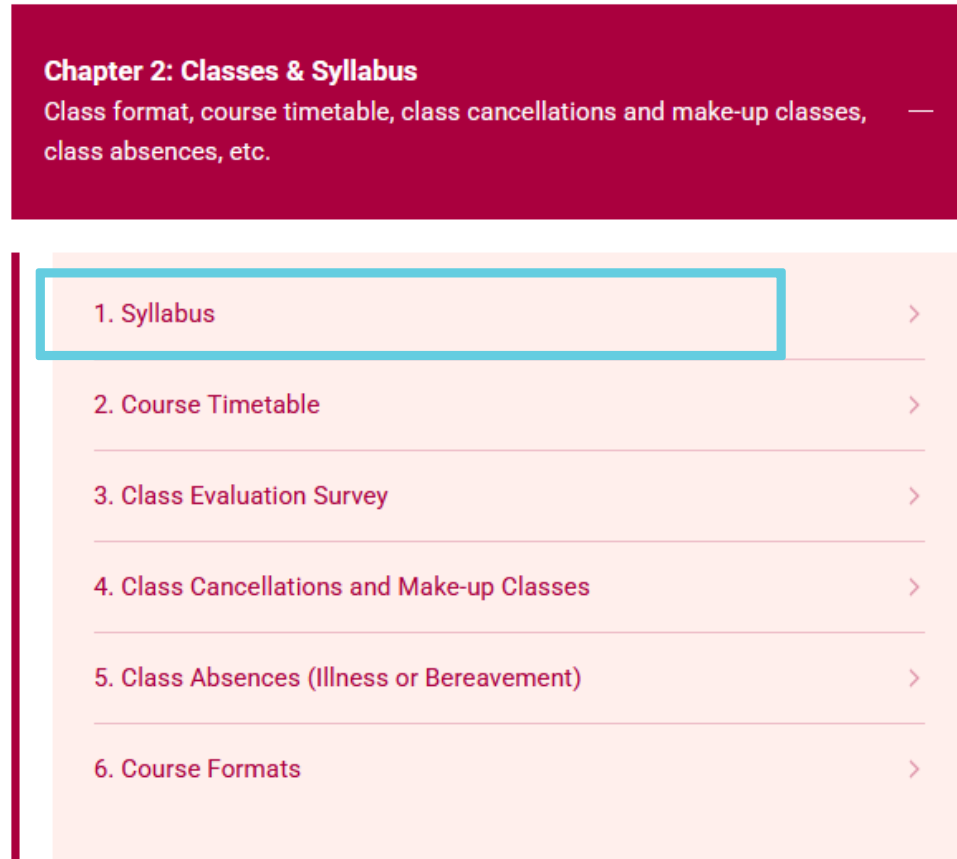 Chapter 2: Classes & Syllabus
Class format, course timetable, class cancellations and make-up classes,
class absences, etc.
1. Syllabus
2. Course Timetable
3. Class Evaluation Survey
4. Class Cancellations and Make-up Classes
5. Class Absences (Illness or Bereavement)
6. Course Formats